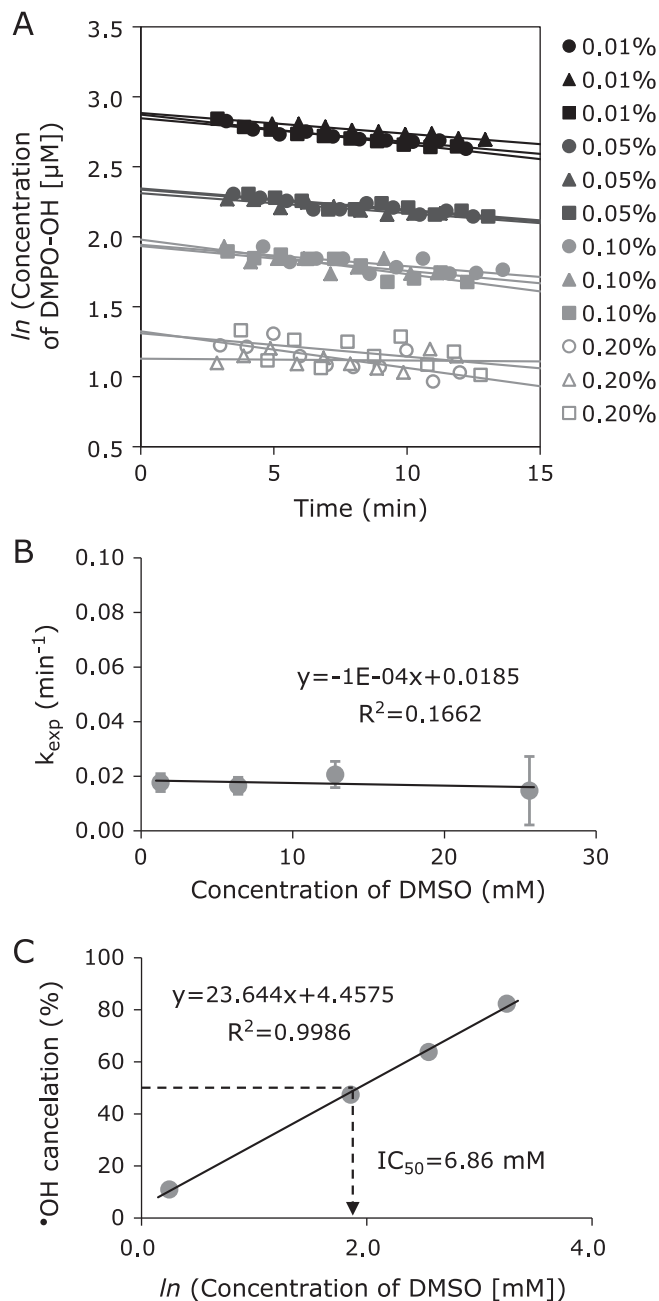 A
3.5
3.0
2.5
2.0
1.5
1.0
0.5
ln (Concentration
of DMPO-OH [µM])
0
5
10
15
Time (min)
0.01%
0.01%
0.01%
0.05%
0.05%
0.05%
0.10%
0.10%
0.10%
0.20%
0.20%
0.20%
B
0.10
0.08
0.06
0.04
0.02
0.00
kexp (min⁻¹)
y=-1E-04x+0.0185
R²=0.1662
0
10
20
30
Concentration of DMSO (mM)
C
100
80
60
40
20
0
•OH cancelation (%)
y=23.644x+4.4575
R²=0.9986
IC₅₀=6.86 mM
0.0
2.0
4.0
ln (Concentration of DMSO [mM])